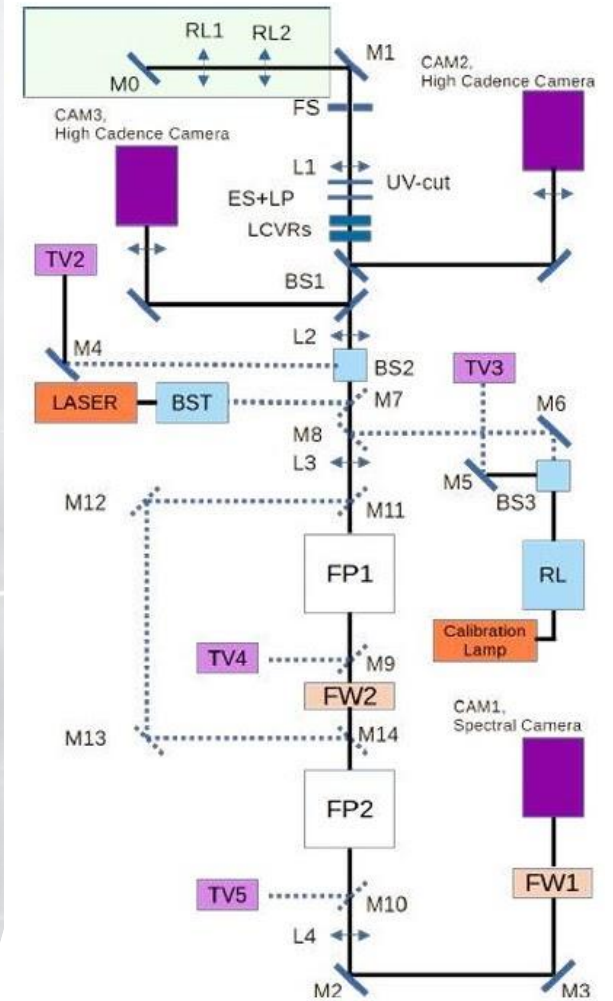 RL1 RL2
M1
M0
CAM2,
High Cadence Camera
FS
CAM3,
High Cadence Camera
L1
UV-cut
ES+LP
LCVRs
TV2
BS1
L2
M4
BS2
TV3
LASER
BST
M7
M6
M8
L3
M5
BS3
M12
M11
FP1
RL
Calibration
Lamp
TV4
M9
FW2
CAM1,
Spectral Camera
M13
M14
FP2
FW1
TV5
M10
L4
M2
M3